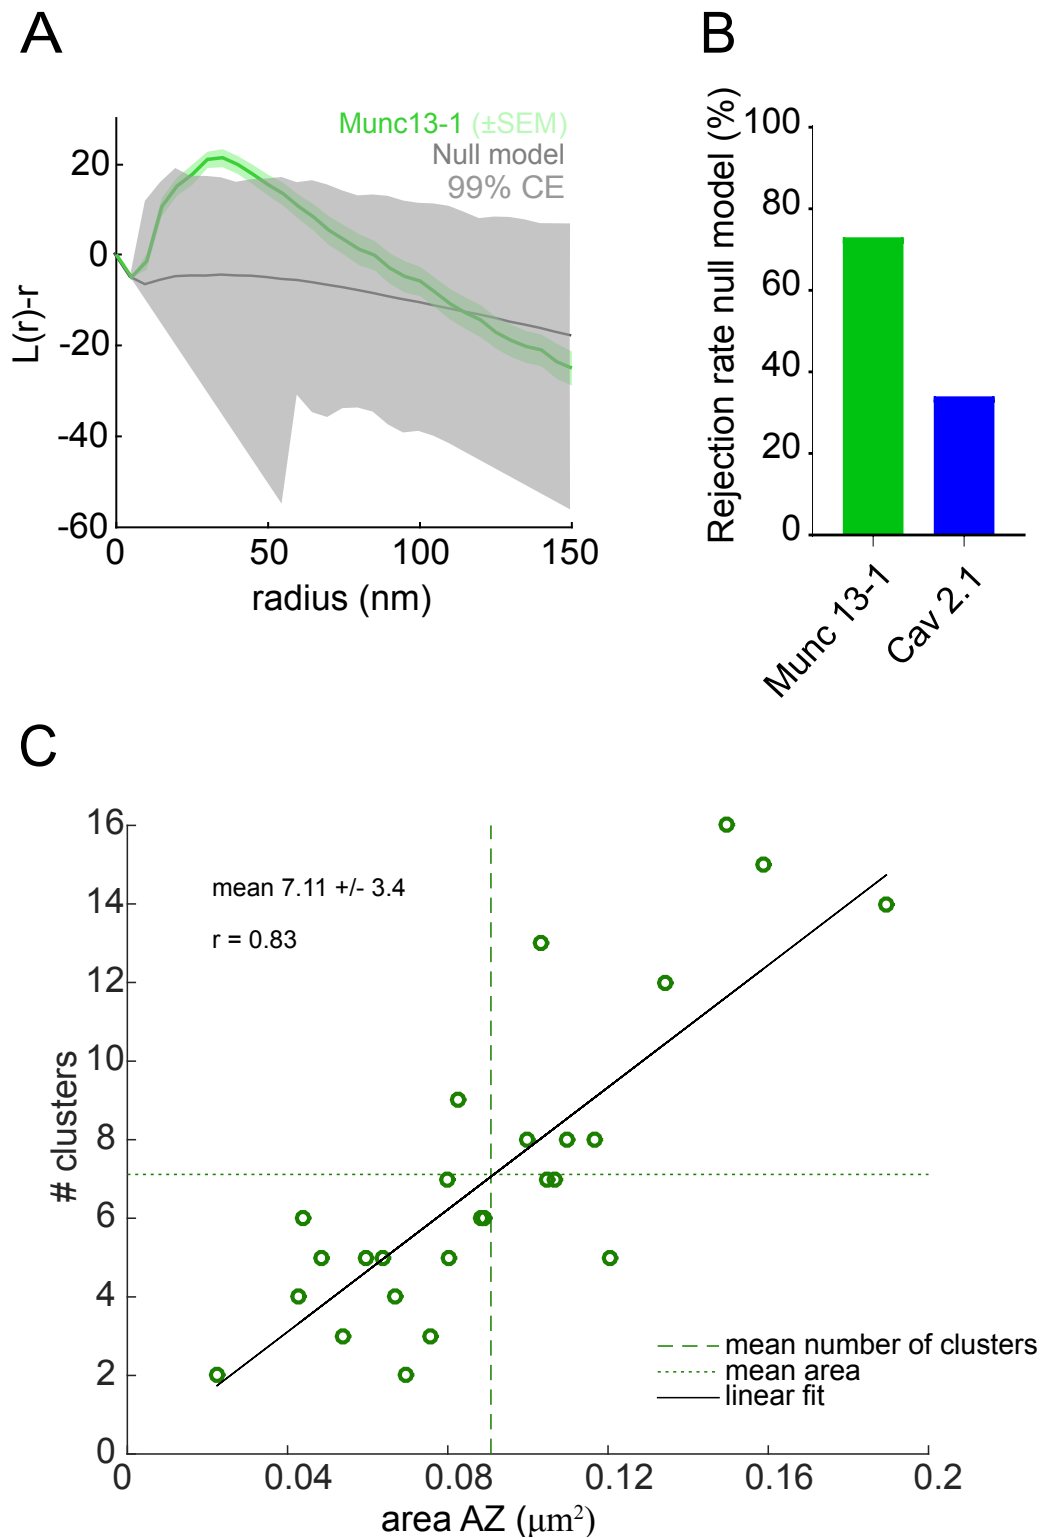 A
B
Munc13-1 (±SEM)
Null model
99% CE
20
0
-20
-40
-60
L(r)-r
0
50
100
150
radius (nm)
100
80
60
40
20
0
Rejection rate null model (%)
Munc 13-1
Cav 2.1
C
16
14
12
10
8
6
4
2
0
# clusters
mean 7.11 +/- 3.4
r = 0.83
mean number of clusters
mean area
linear fit
0
0.04
0.08
0.12
0.16
0.2
area AZ (μm²)